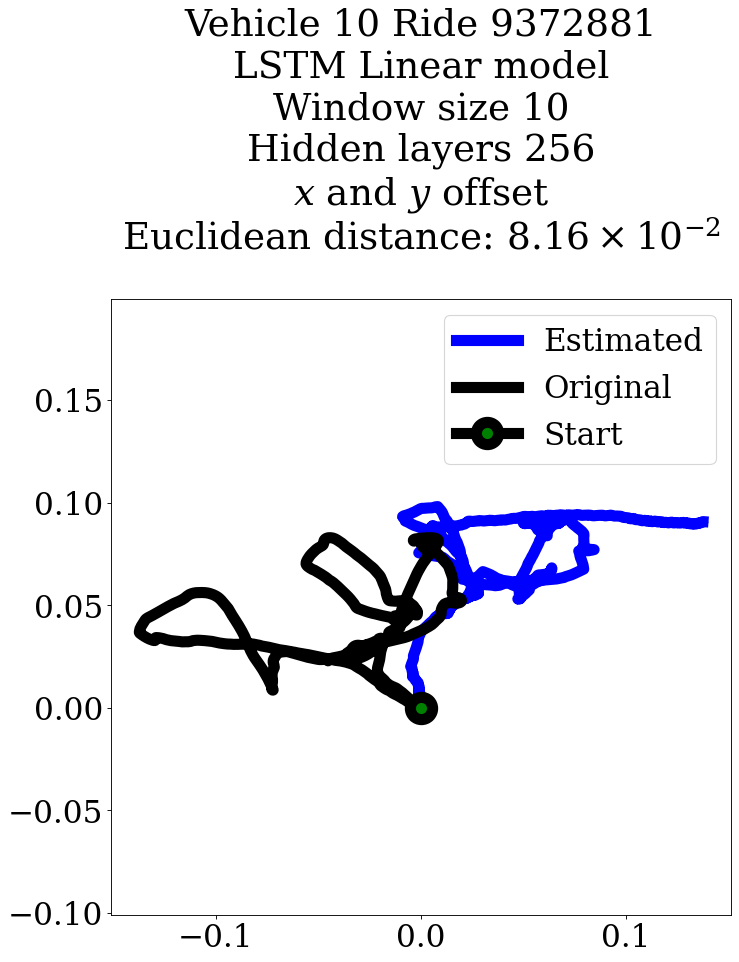 Vehicle 10 Ride 9372881
LSTM Linear model
Window size 10
Hidden layers 256
x and y offset
Euclidean distance: 8.16 × 10⁻²
Estimated
Original
Start
0.15
0.10
0.05
0.00
−0.05
−0.10
−0.1
0.0
0.1